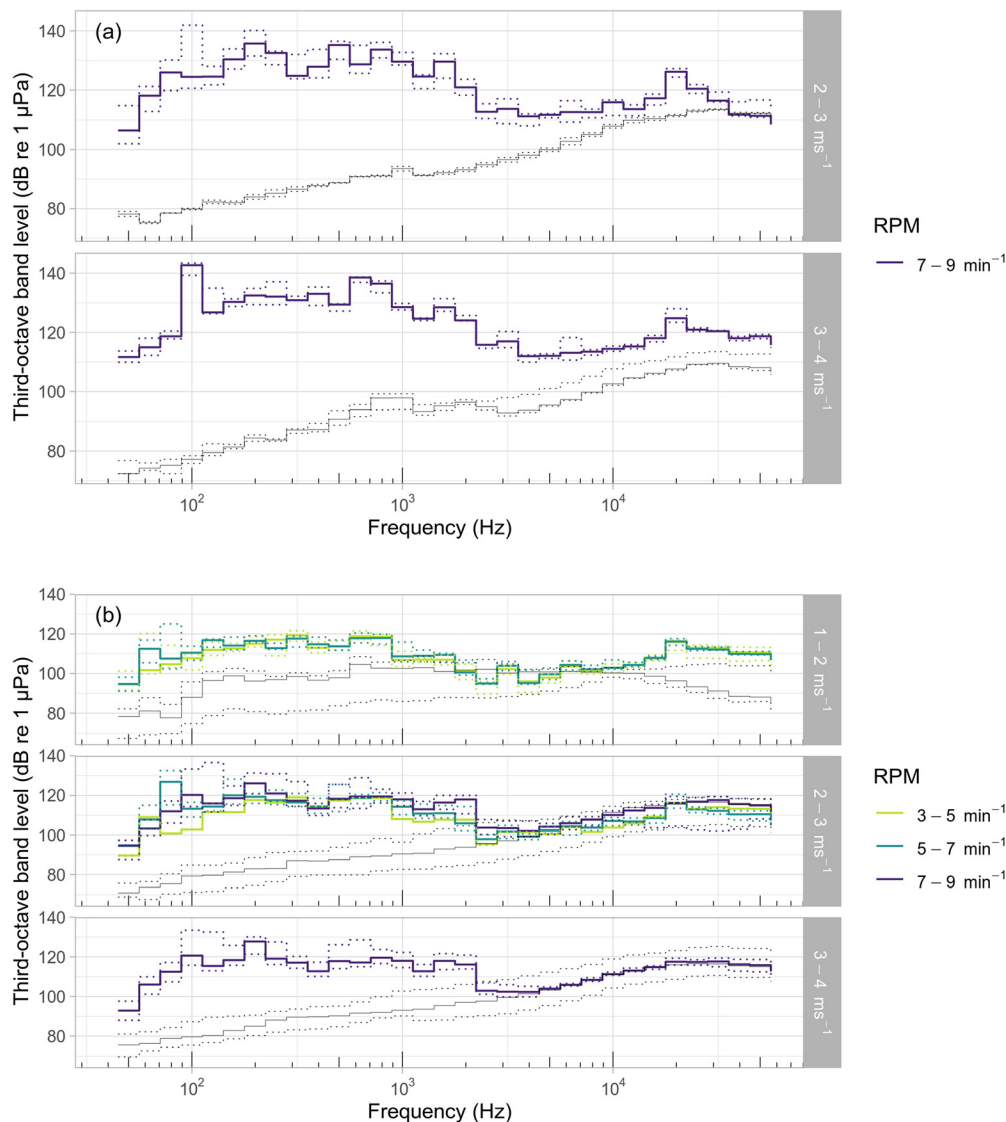 (a)
140
120
100
80
2 – 3 ms⁻¹
140
120
100
80
3 – 4 ms⁻¹
Third-octave band level (dB re 1 μPa)
10² 10³ 10⁴
Frequency (Hz)
RPM
7 – 9 min⁻¹
(b)
140
120
100
80
1 – 2 ms⁻¹
140
120
100
80
2 – 3 ms⁻¹
140
120
100
80
3 – 4 ms⁻¹
Third-octave band level (dB re 1 μPa)
10² 10³ 10⁴
Frequency (Hz)
RPM
3 – 5 min⁻¹
5 – 7 min⁻¹
7 – 9 min⁻¹